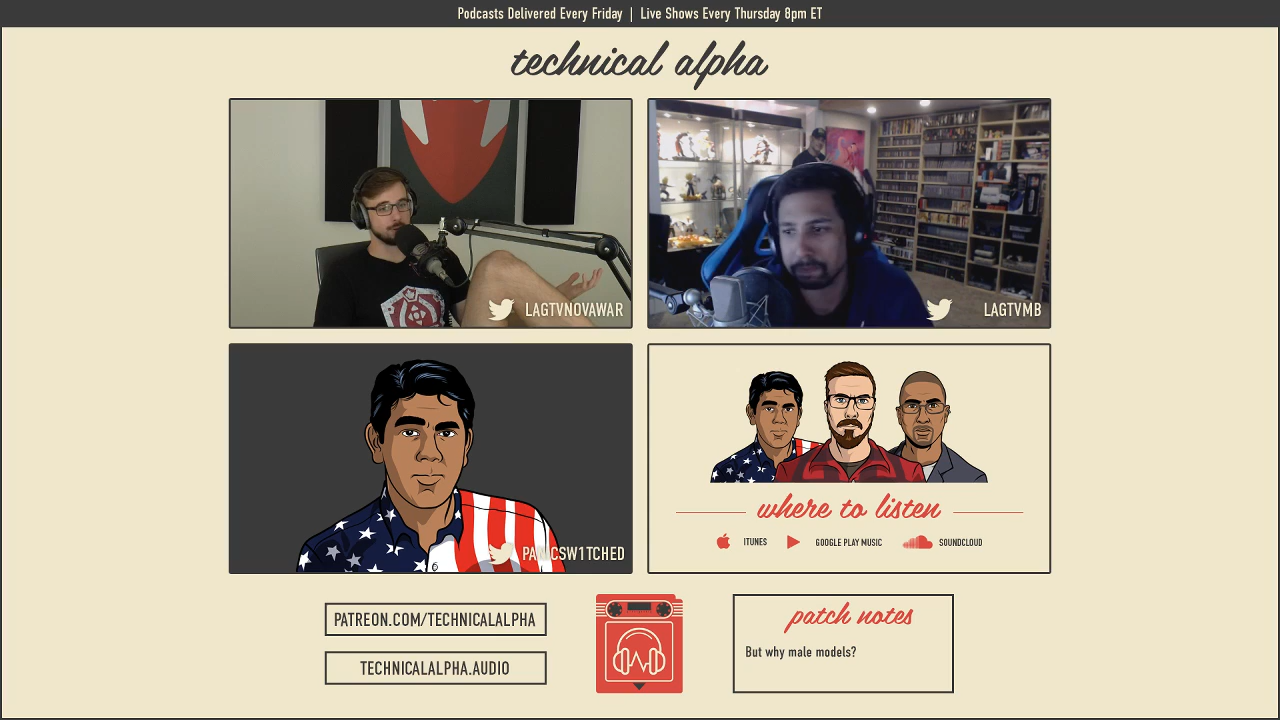 Podcasts Delivered Every Friday | Live Shows Every Thursday 8pm ET
technical alpha
LAGTVNOVAWAR
LAGTVMB
PANICSW1TCHED
where to listen
ITUNES
GOOGLE PLAY MUSIC
SOUNDCLOUD
PATREON.COM/TECHNICALALPHA
TECHNICALALPHA.AUDIO
patch notes
But why male models?